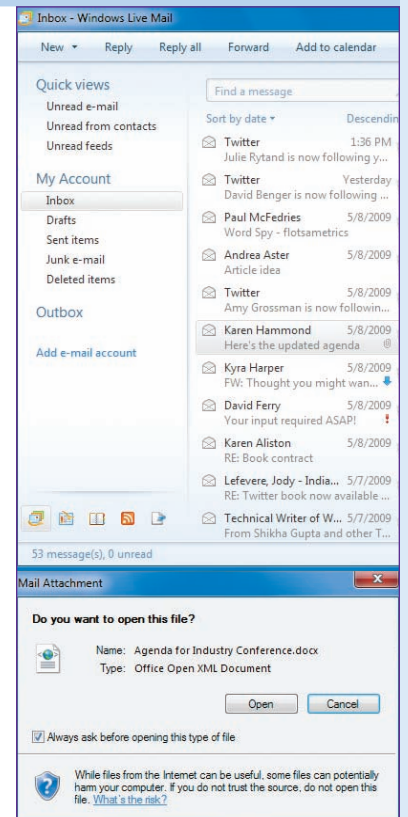 Inbox - Windows Live Mail
New Reply Reply all Forward Add to calendar
Quick views
Unread e-mail
Unread from contacts
Unread feeds
My Account
Inbox
Drafts
Sent items
Junk e-mail
Deleted items
Outbox
Add e-mail account
Find a message
Sort by date Descendin
Twitter 1:36 PM
Julie Rytand is now following y...
Twitter Yesterday
David Benger is now following ...
Paul McFedries 5/8/2009
Word Spy - flotsametrics
Andrea Aster 5/8/2009
Article idea
Twitter 5/8/2009
Amy Grossman is now followin...
Karen Hammond 5/8/2009
Here's the updated agenda
Kyra Harper 5/8/2009
FW: Thought you might wan...
David Ferry 5/8/2009
Your input required ASAP!
Karen Aliston 5/8/2009
RE: Book contract
Lefevere, Jody - India... 5/7/2009
RE: Twitter book now available ...
Technical Writer of W... 5/7/2009
From Shikha Gupta and other T...
53 message(s), 0 unread
Mail Attachment
Do you want to open this file?
Name: Agenda for Industry Conference.docx
Type: Office Open XML Document
Open Cancel
Always ask before opening this type of file
While files from the Internet can be useful, some files can potentially
harm your computer. If you do not trust the source, do not open this
file. What's the risk?